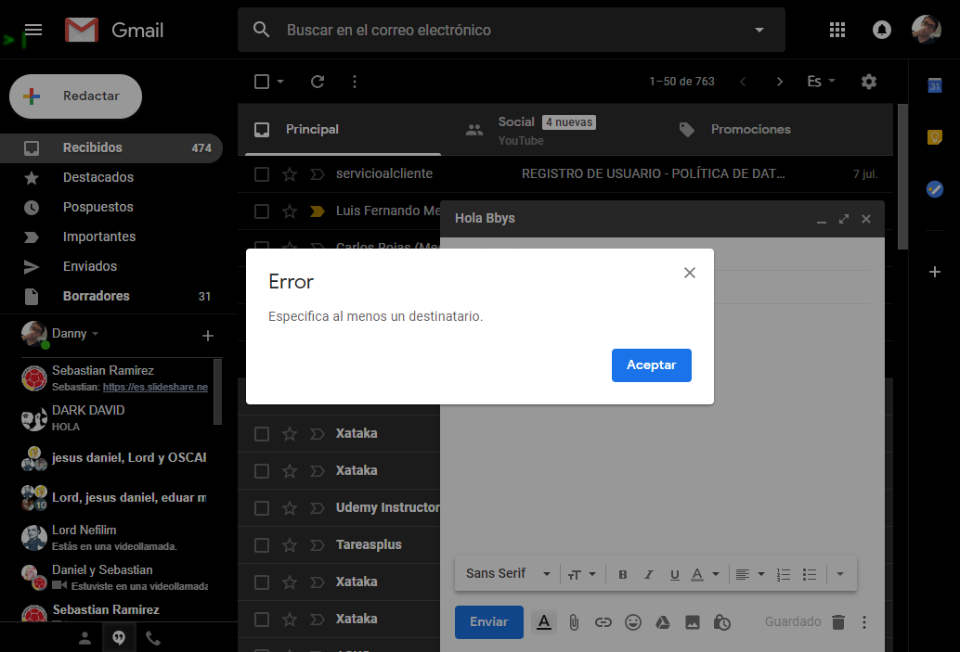 Gmail
Buscar en el correo electrónico
Redactar
1–50 de 763
Es
31
Recibidos 474
Destacados
Pospuestos
Importantes
Enviados
Borradores 31
Principal
Social 4 nuevas
YouTube
Promociones
servicioalcliente REGISTRO DE USUARIO - POLÍTICA DE DAT... 7 jul.
Luis Fernando Me
Carlos Rojas (Me
Hola Bbys
Error
Especifica al menos un destinatario.
Aceptar
Danny
Sebastian Ramirez
Sebastian: https://es.slideshare.ne
DARK DAVID
HOLA
jesus daniel, Lord y OSCAR
Lord, jesus daniel, eduar m
10
Lord Nefilim
Estás en una videollamada.
Daniel y Sebastian
Estuviste en una videollamada
Sebastian Ramirez
Xataka
Xataka
Udemy Instructor
Tareasplus
Xataka
Xataka
Sans Serif
Enviar
Guardado